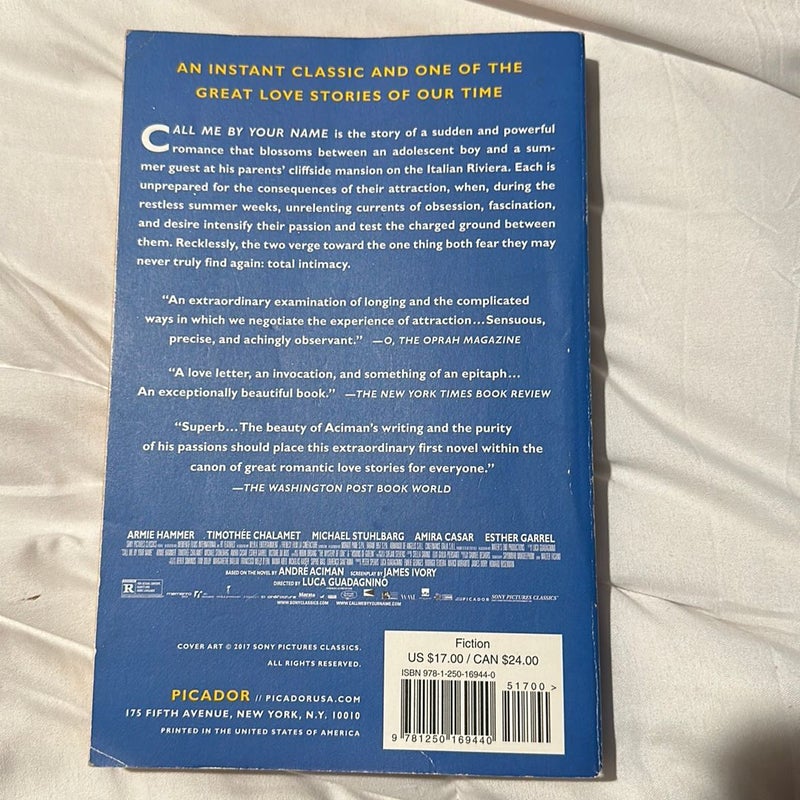 AN INSTANT CLASSIC AND ONE OF THE
GREAT LOVE STORIES OF OUR TIME
CALL ME BY YOUR NAME is the story of a sudden and powerful
romance that blossoms between an adolescent boy and a sum-
mer guest at his parents' cliffside mansion on the Italian Riviera. Each is
unprepared for the consequences of their attraction, when, during the
restless summer weeks, unrelenting currents of obsession, fascination,
and desire intensify their passion and test the charged ground between
them. Recklessly, the two verge toward the one thing both fear they may
never truly find again: total intimacy.
“An extraordinary examination of longing and the complicated
ways in which we negotiate the experience of attraction...Sensuous,
precise, and achingly observant.” —O, THE OPRAH MAGAZINE
“A love letter, an invocation, and something of an epitaph...
An exceptionally beautiful book.” —THE NEW YORK TIMES BOOK REVIEW
“Superb...The beauty of Aciman's writing and the purity
of his passions should place this extraordinary first novel within the
canon of great romantic love stories for everyone.”
—THE WASHINGTON POST BOOK WORLD
ARMIE HAMMER TIMOTHÉE CHALAMET MICHAEL STUHLBARG AMIRA CASAR ESTHER GARREL
BASED ON THE NOVEL BY ANDRÉ ACIMAN SCREENPLAY BY JAMES IVORY
DIRECTED BY LUCA GUADAGNINO
R
PICADOR SONY PICTURES CLASSICS
WWW.SONYCLASSICS.COM WWW.CALLMEBYYOURNAME.COM
COVER ART © 2017 SONY PICTURES CLASSICS.
ALL RIGHTS RESERVED.
PICADOR // PICADORUSA.COM
175 FIFTH AVENUE, NEW YORK, N.Y. 10010
PRINTED IN THE UNITED STATES OF AMERICA
Fiction
US $17.00 / CAN $24.00
ISBN 978-1-250-16944-0
51700 >
9 781250 169440